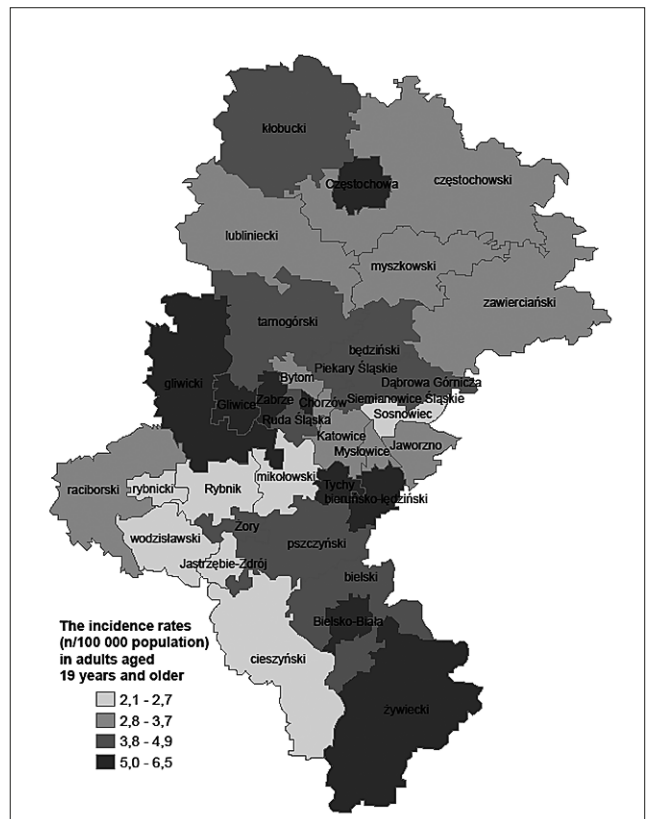 kłobucki
Częstochowa
częstochowski
lubliniecki
myszkowski
zawierciański
tarnogórski
będziński
Piekary Śląskie
gliwicki
Bytom
Dąbrowa Górnicza
Gliwice
Zabrze
Chorzów
Siemianowice Śląskie
Ruda Śląska
Sosnowiec
Katowice
Mysłowice
Jaworzno
mikołowski
raciborski
rybnicki
Rybnik
Tychy
bieruńsko-lędziński
Żory
wodzisławski
pszczyński
Jastrzębie-Zdrój
bielski
Bielsko-Biała
cieszyński
żywiecki
The incidence rates
(n/100 000 population)
in adults aged
19 years and older
2,1 - 2,7
2,8 - 3,7
3,8 - 4,9
5,0 - 6,5